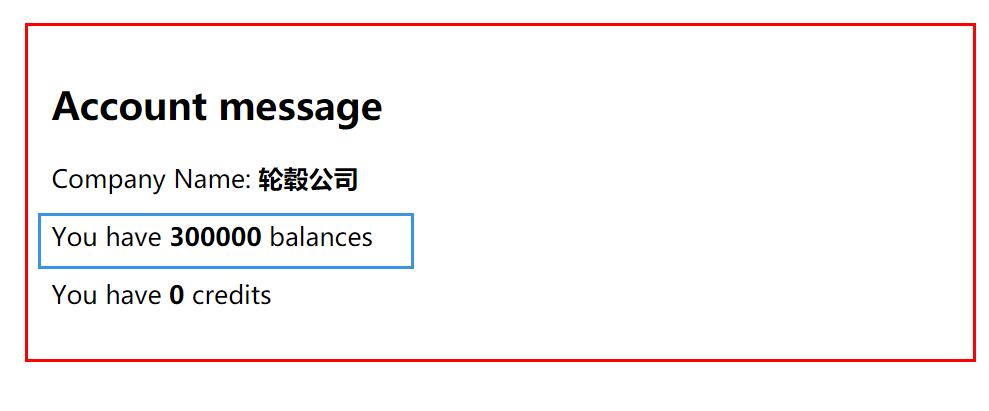 Account message
Company Name: 轮毂公司
You have 300000 balances
You have 0 credits